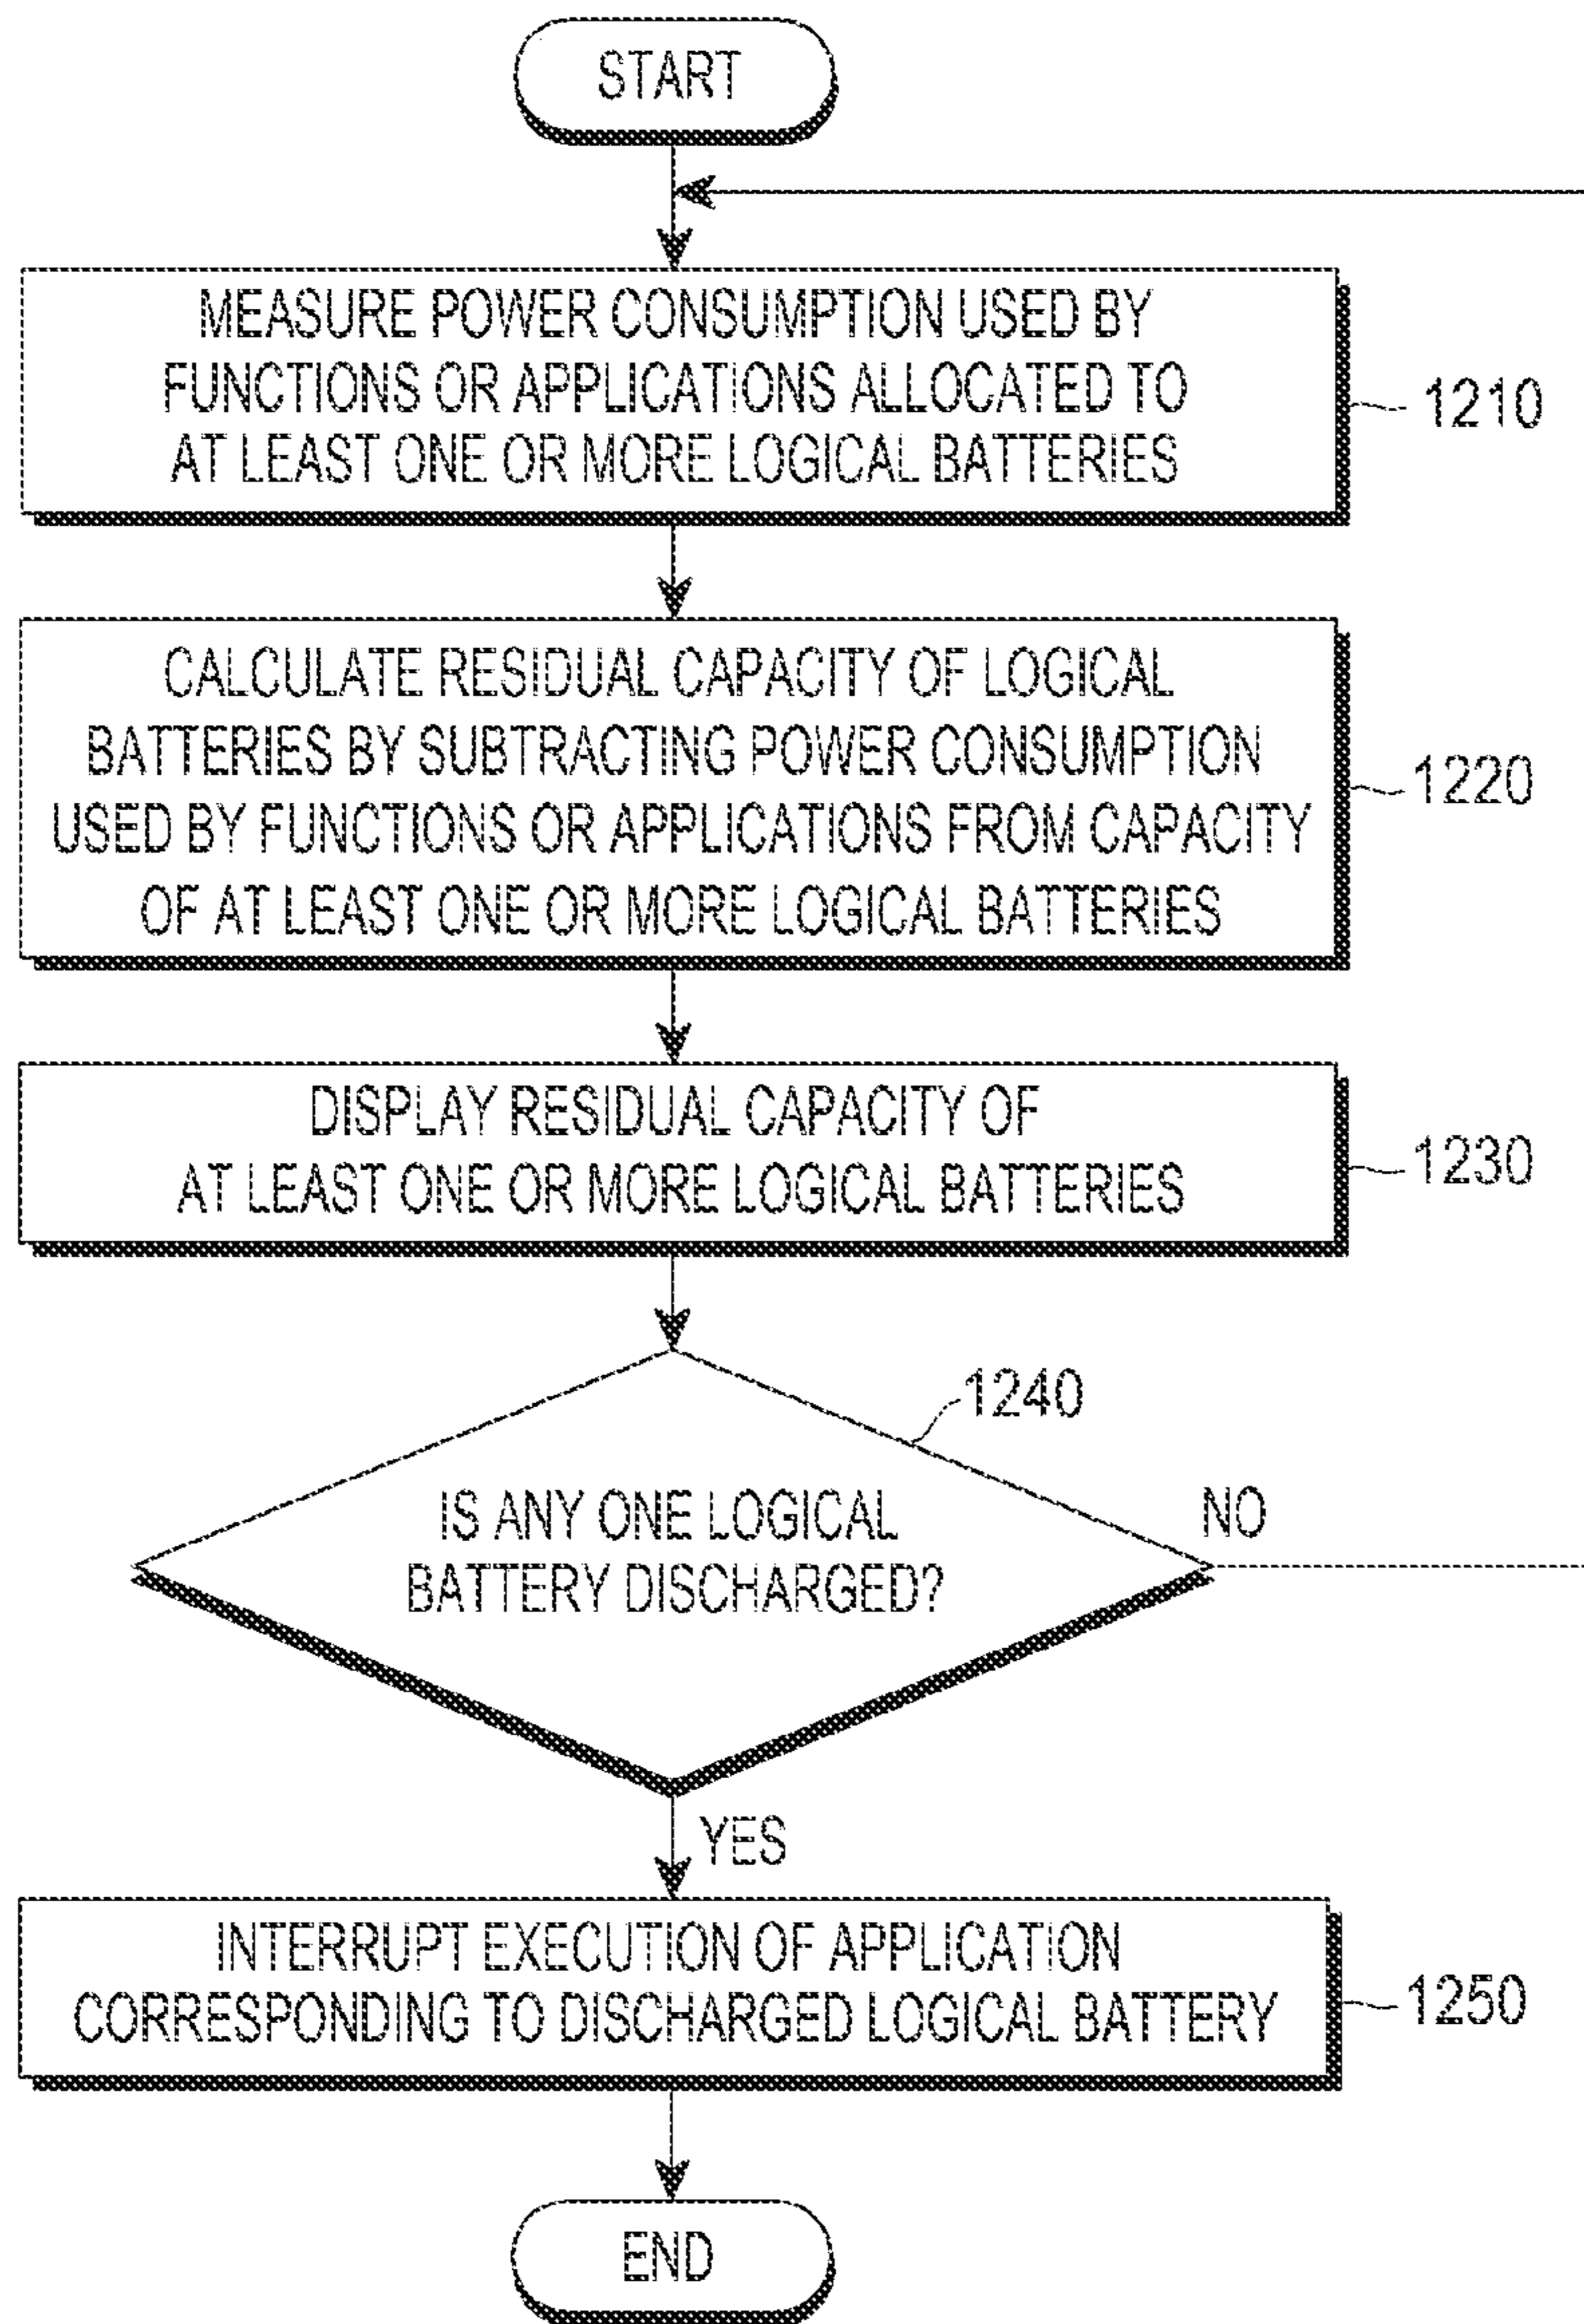 START
MEASURE POWER CONSUMPTION USED BY
FUNCTIONS OR APPLICATIONS ALLOCATED TO
AT LEAST ONE OR MORE LOGICAL BATTERIES
1210
CALCULATE RESIDUAL CAPACITY OF LOGICAL
BATTERIES BY SUBTRACTING POWER CONSUMPTION
USED BY FUNCTIONS OR APPLICATIONS FROM CAPACITY
OF AT LEAST ONE OR MORE LOGICAL BATTERIES
1220
DISPLAY RESIDUAL CAPACITY OF
AT LEAST ONE OR MORE LOGICAL BATTERIES
1230
1240
IS ANY ONE LOGICAL
BATTERY DISCHARGED?
NO
YES
INTERRUPT EXECUTION OF APPLICATION
CORRESPONDING TO DISCHARGED LOGICAL BATTERY
1250
END